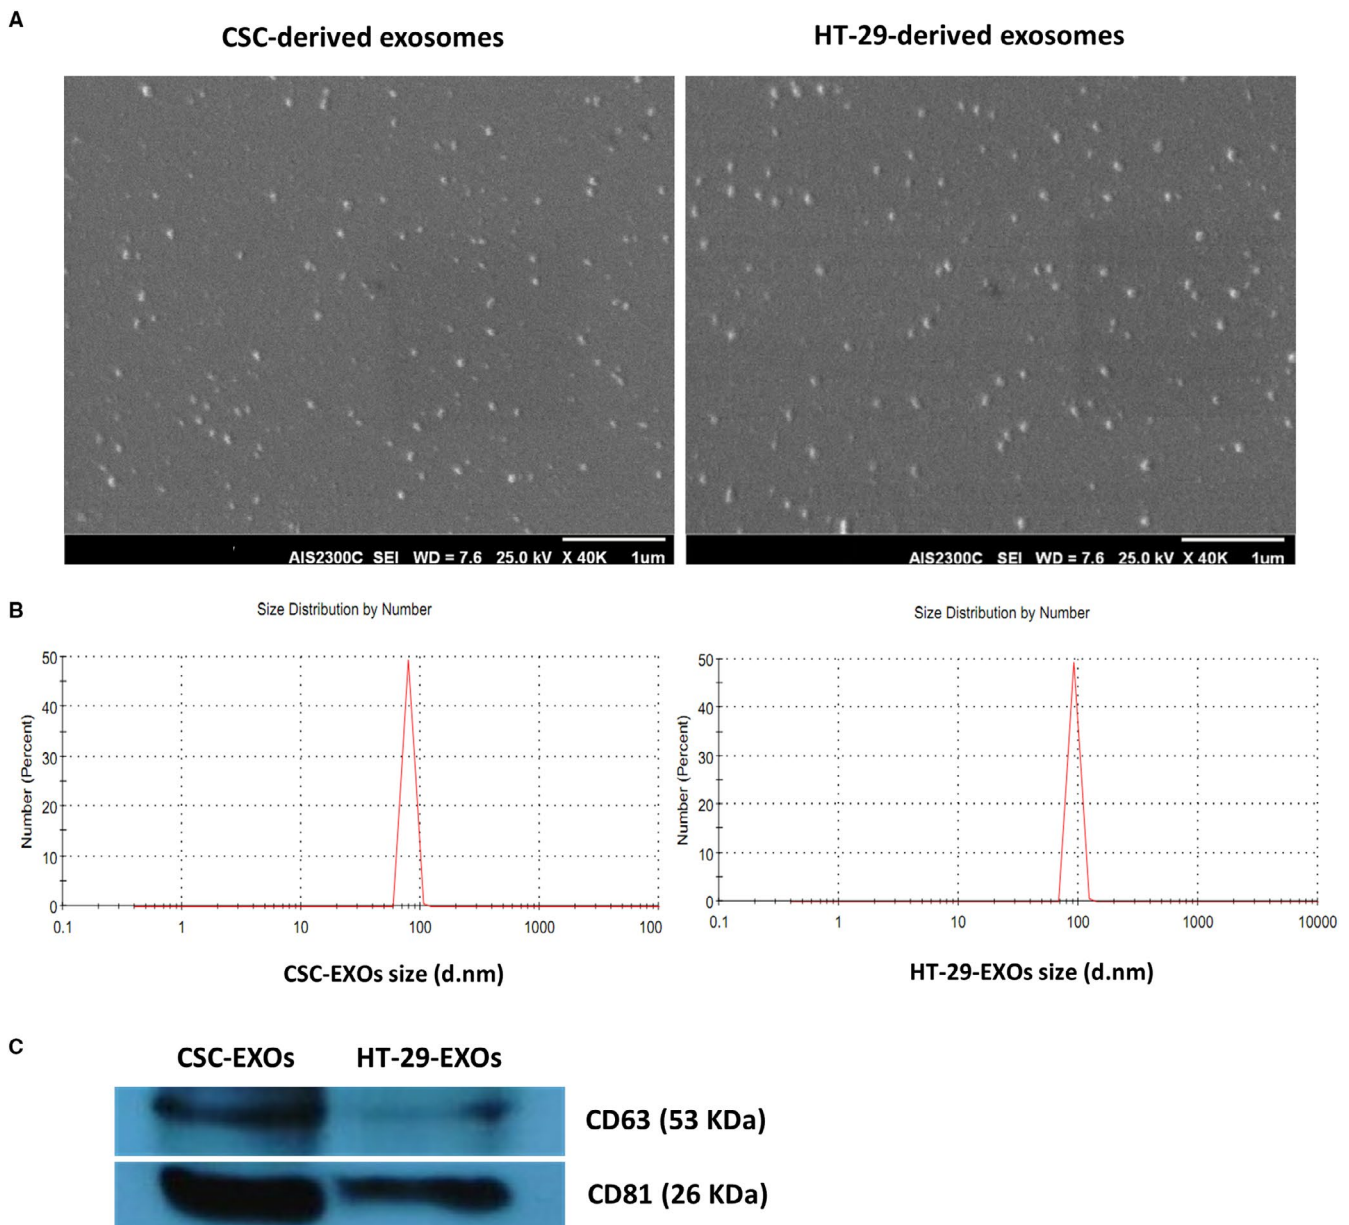 A
CSC-derived exosomes
HT-29-derived exosomes
AIS2300C SEI WD = 7.6 25.0 kV X 40K 1um
AIS2300C SEI WD = 7.6 25.0 kV X 40K 1um
B
Size Distribution by Number
Number (Percent)
50
40
30
20
10
0
0.1 1 10 100 1000 100
CSC-EXOs size (d.nm)
Size Distribution by Number
Number (Percent)
50
40
30
20
10
0
0.1 1 10 100 1000 10000
HT-29-EXOs size (d.nm)
C
CSC-EXOs HT-29-EXOs
CD63 (53 KDa)
CD81 (26 KDa)